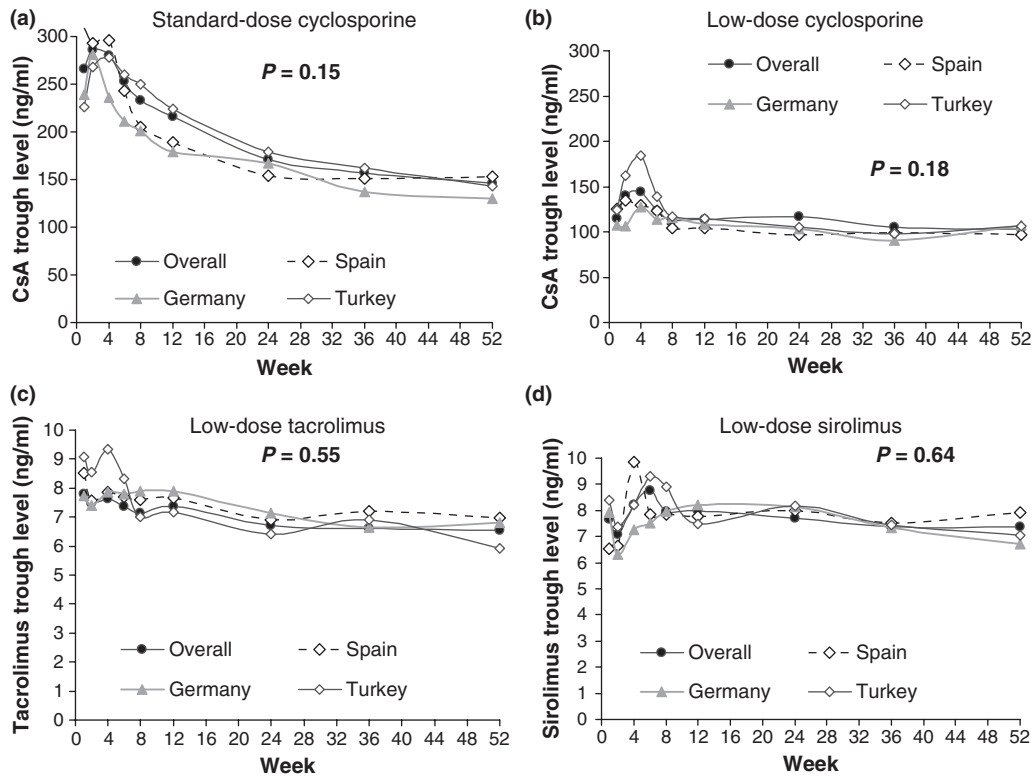 (a) Standard-dose cyclosporine
CsA trough level (ng/ml)
300
250
200
150
100
50
0
P = 0.15
Overall Spain
Germany Turkey
0 4 8 12 16 20 24 28 32 36 40 44 48 52
Week
(b) Low-dose cyclosporine
CsA trough level (ng/ml)
300
250
200
150
100
50
0
Overall Spain
Germany Turkey
P = 0.18
0 4 8 12 16 20 24 28 32 36 40 44 48 52
Week
(c) Low-dose tacrolimus
P = 0.55
Tacrolimus trough level (ng/ml)
10
9
8
7
6
5
4
3
2
1
0
Overall Spain
Germany Turkey
0 4 8 12 16 20 24 28 32 36 40 44 48 52
Week
(d) Low-dose sirolimus
P = 0.64
Sirolimus trough level (ng/ml)
10
9
8
7
6
5
4
3
2
1
0
Overall Spain
Germany Turkey
0 4 8 12 16 20 24 28 32 36 40 44 48 52
Week